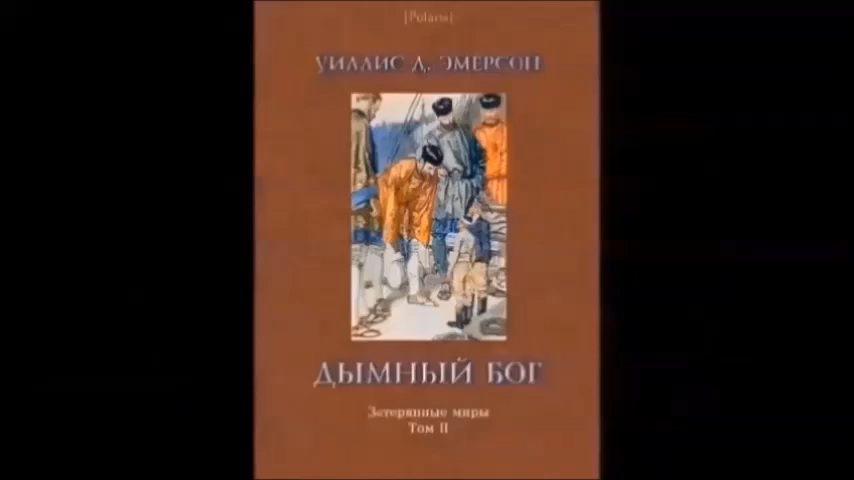 [Polaris]
УИЛЛИС Д. ЭМЕРСОН
ДЫМНЫЙ БОГ
Затерянные миры
Том II